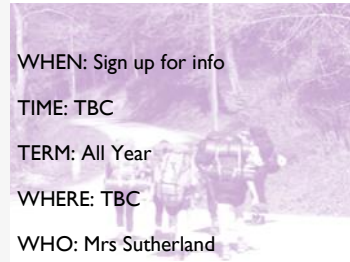 WHEN: Sign up for info
TIME: TBC
TERM: All Year
WHERE: TBC
WHO: Mrs Sutherland